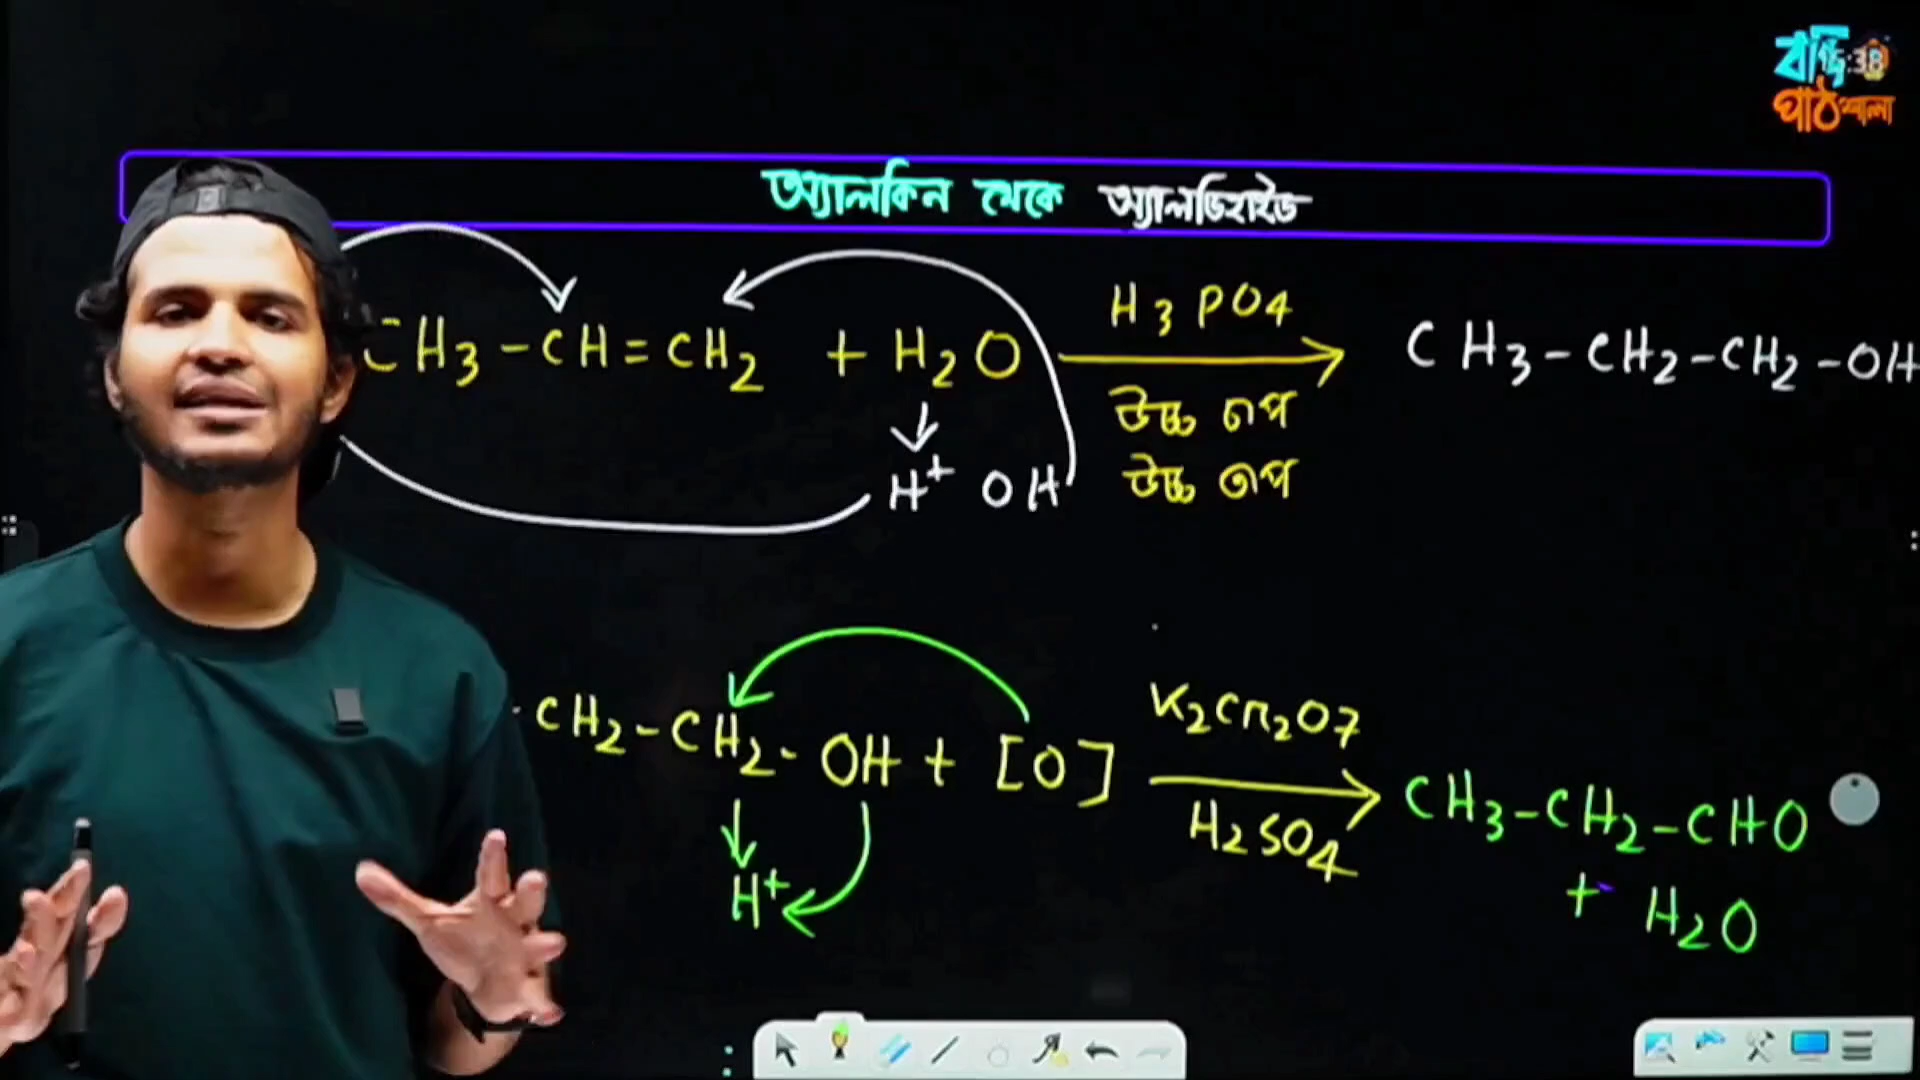 বন্দি
:38
পাঠশালা
অ্যালকিন থেকে অ্যালডিহাইড
CH3-CH=CH2 + H2O
H3PO4
উচ্চ তাপ
উচ্চ চাপ
CH3-CH2-CH2-OH
H+ OH
CH2-CH2-OH + [O]
K2Cr2O7
H2SO4
CH3-CH2-CHO
+ H2O
H+